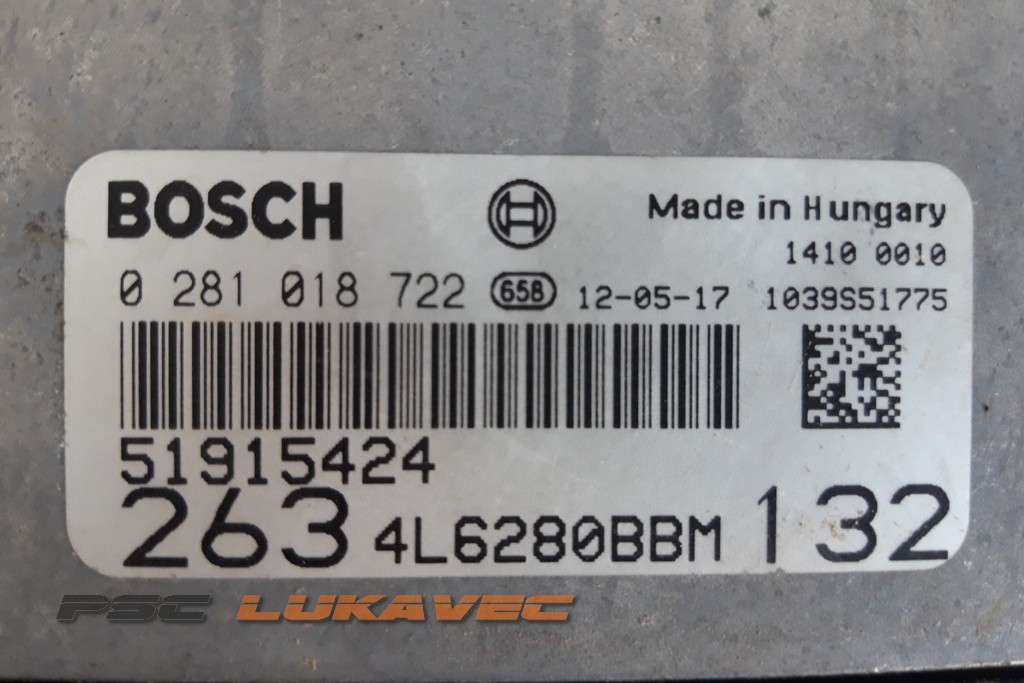 BOSCH Made in Hungary
1410 0010
0 281 018 722 658 12-05-17 1039S51775
51915424
263 4L6280BBM 132
PSC LUKAVEC